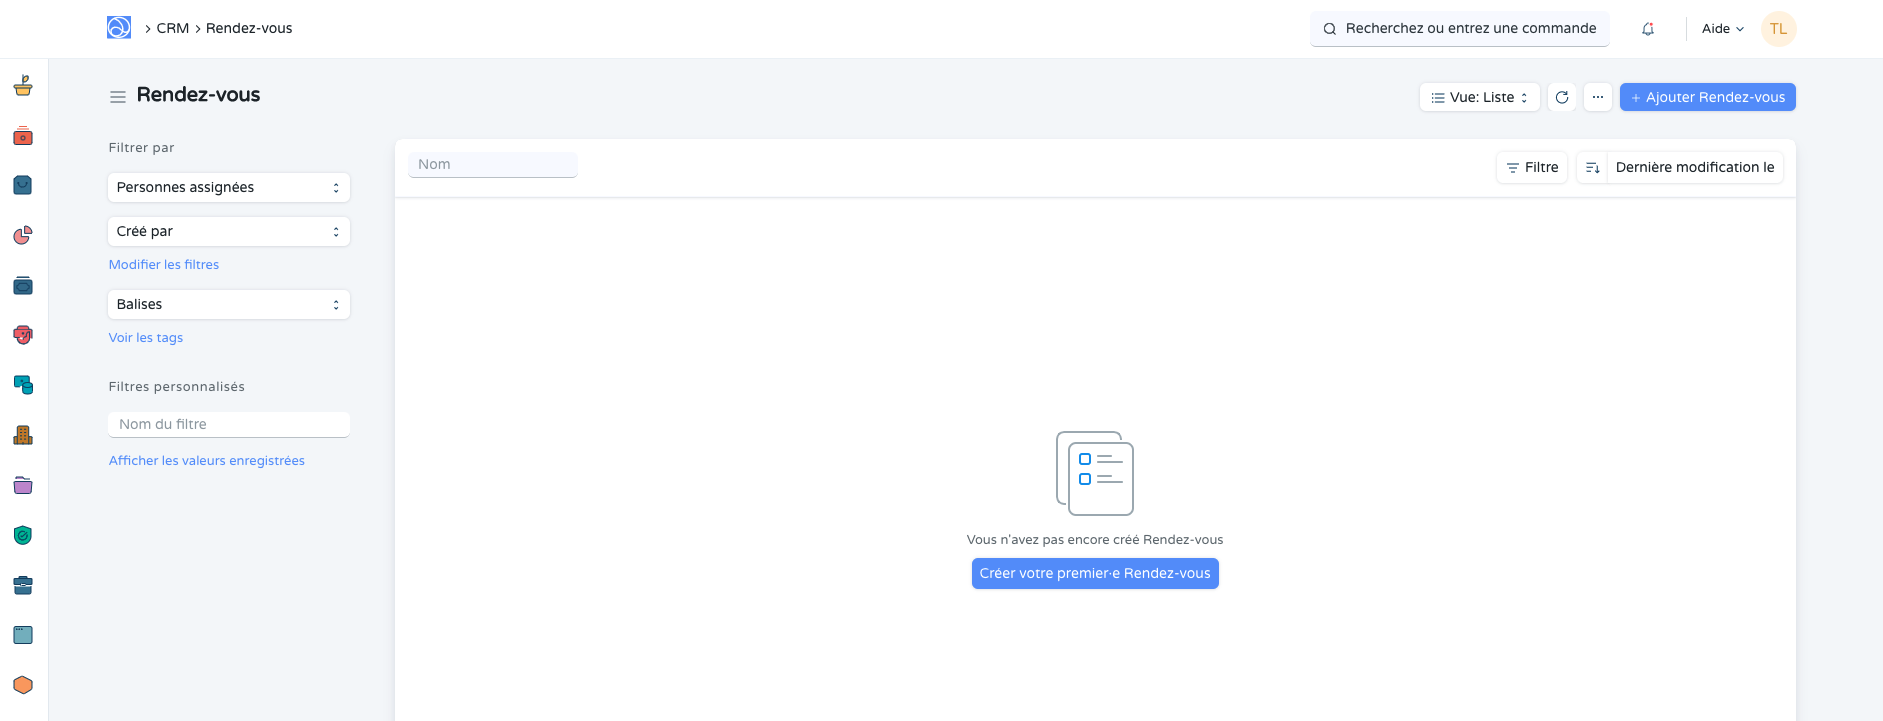 CRM Rendez-vous
Recherchez ou entrez une commande
Aide
TL
Rendez-vous
Vue: Liste
Ajouter Rendez-vous
Filtrer par
Personnes assignées
Créé par
Modifier les filtres
Balises
Voir les tags
Filtres personnalisés
Nom du filtre
Afficher les valeurs enregistrées
Nom
Filtre
Dernière modification le
Vous n'avez pas encore créé Rendez-vous
Créer votre premier·e Rendez-vous